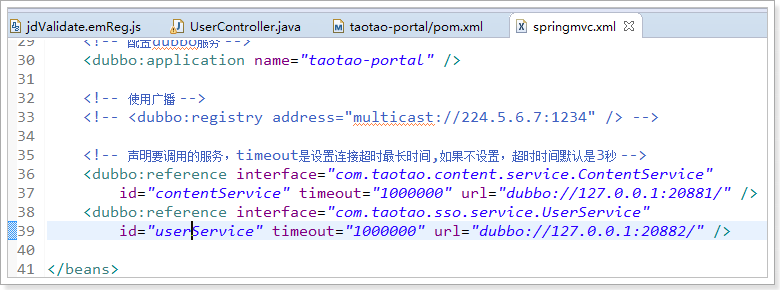 jdValidate.emReg.js UserController.java taotao-portal/pom.xml springmvc.xml
29 <!-- 配置dubbo服务 -->
30 <dubbo:application name="taotao-portal" />
31
32 <!-- 使用广播 -->
33 <!-- <dubbo:registry address="multicast://224.5.6.7:1234" /> -->
34
35 <!-- 声明要调用的服务，timeout是设置连接超时最长时间,如果不设置，超时时间默认是3秒 -->
36 <dubbo:reference interface="com.taotao.content.service.ContentService"
37 id="contentService" timeout="1000000" url="dubbo://127.0.0.1:20881/" />
38 <dubbo:reference interface="com.taotao.sso.service.UserService"
39 id="userService" timeout="1000000" url="dubbo://127.0.0.1:20882/" />
40
41 </beans>